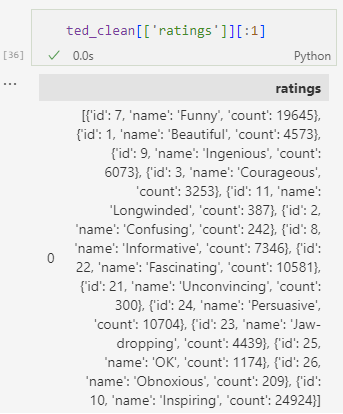 ted_clean[['ratings']][:1]
[36]
0.0s
Python
...
ratings
[{'id': 7, 'name': 'Funny', 'count': 19645},
{'id': 1, 'name': 'Beautiful', 'count': 4573},
{'id': 9, 'name': 'Ingenious', 'count':
6073}, {'id': 3, 'name': 'Courageous',
'count': 3253}, {'id': 11, 'name':
'Longwinded', 'count': 387}, {'id': 2,
'name': 'Confusing', 'count': 242}, {'id': 8,
'name': 'Informative', 'count': 7346}, {'id':
0
22, 'name': 'Fascinating', 'count': 10581},
{'id': 21, 'name': 'Unconvincing', 'count':
300}, {'id': 24, 'name': 'Persuasive',
'count': 10704}, {'id': 23, 'name': 'Jaw-
dropping', 'count': 4439}, {'id': 25,
'name': 'OK', 'count': 1174}, {'id': 26,
'name': 'Obnoxious', 'count': 209}, {'id':
10, 'name': 'Inspiring', 'count': 24924}]